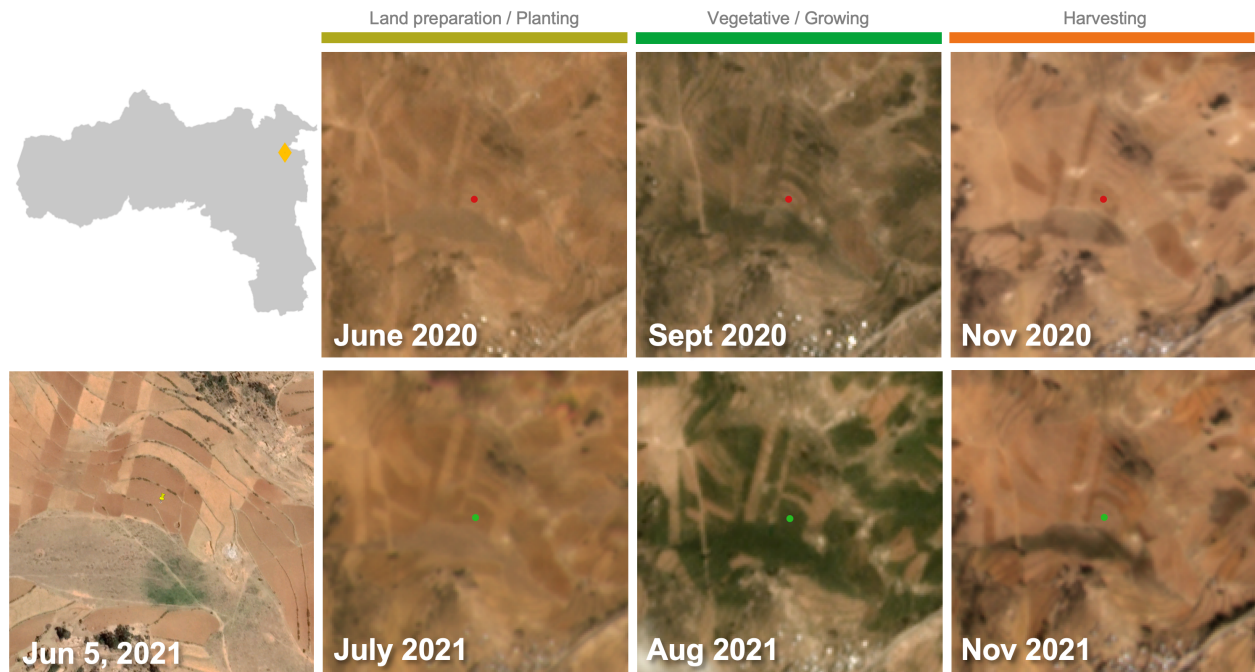 Land preparation / Planting
Vegetative / Growing
Harvesting
June 2020
Sept 2020
Nov 2020
Jun 5, 2021
July 2021
Aug 2021
Nov 2021